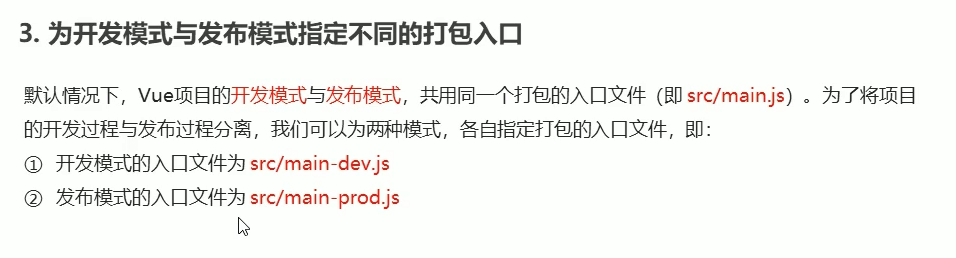 3. 为开发模式与发布模式指定不同的打包入口
默认情况下，Vue项目的开发模式与发布模式，共用同一个打包的入口文件（即 src/main.js）。为了将项目
的开发过程与发布过程分离，我们可以为两种模式，各自指定打包的入口文件，即：
① 开发模式的入口文件为 src/main-dev.js
② 发布模式的入口文件为 src/main-prod.js